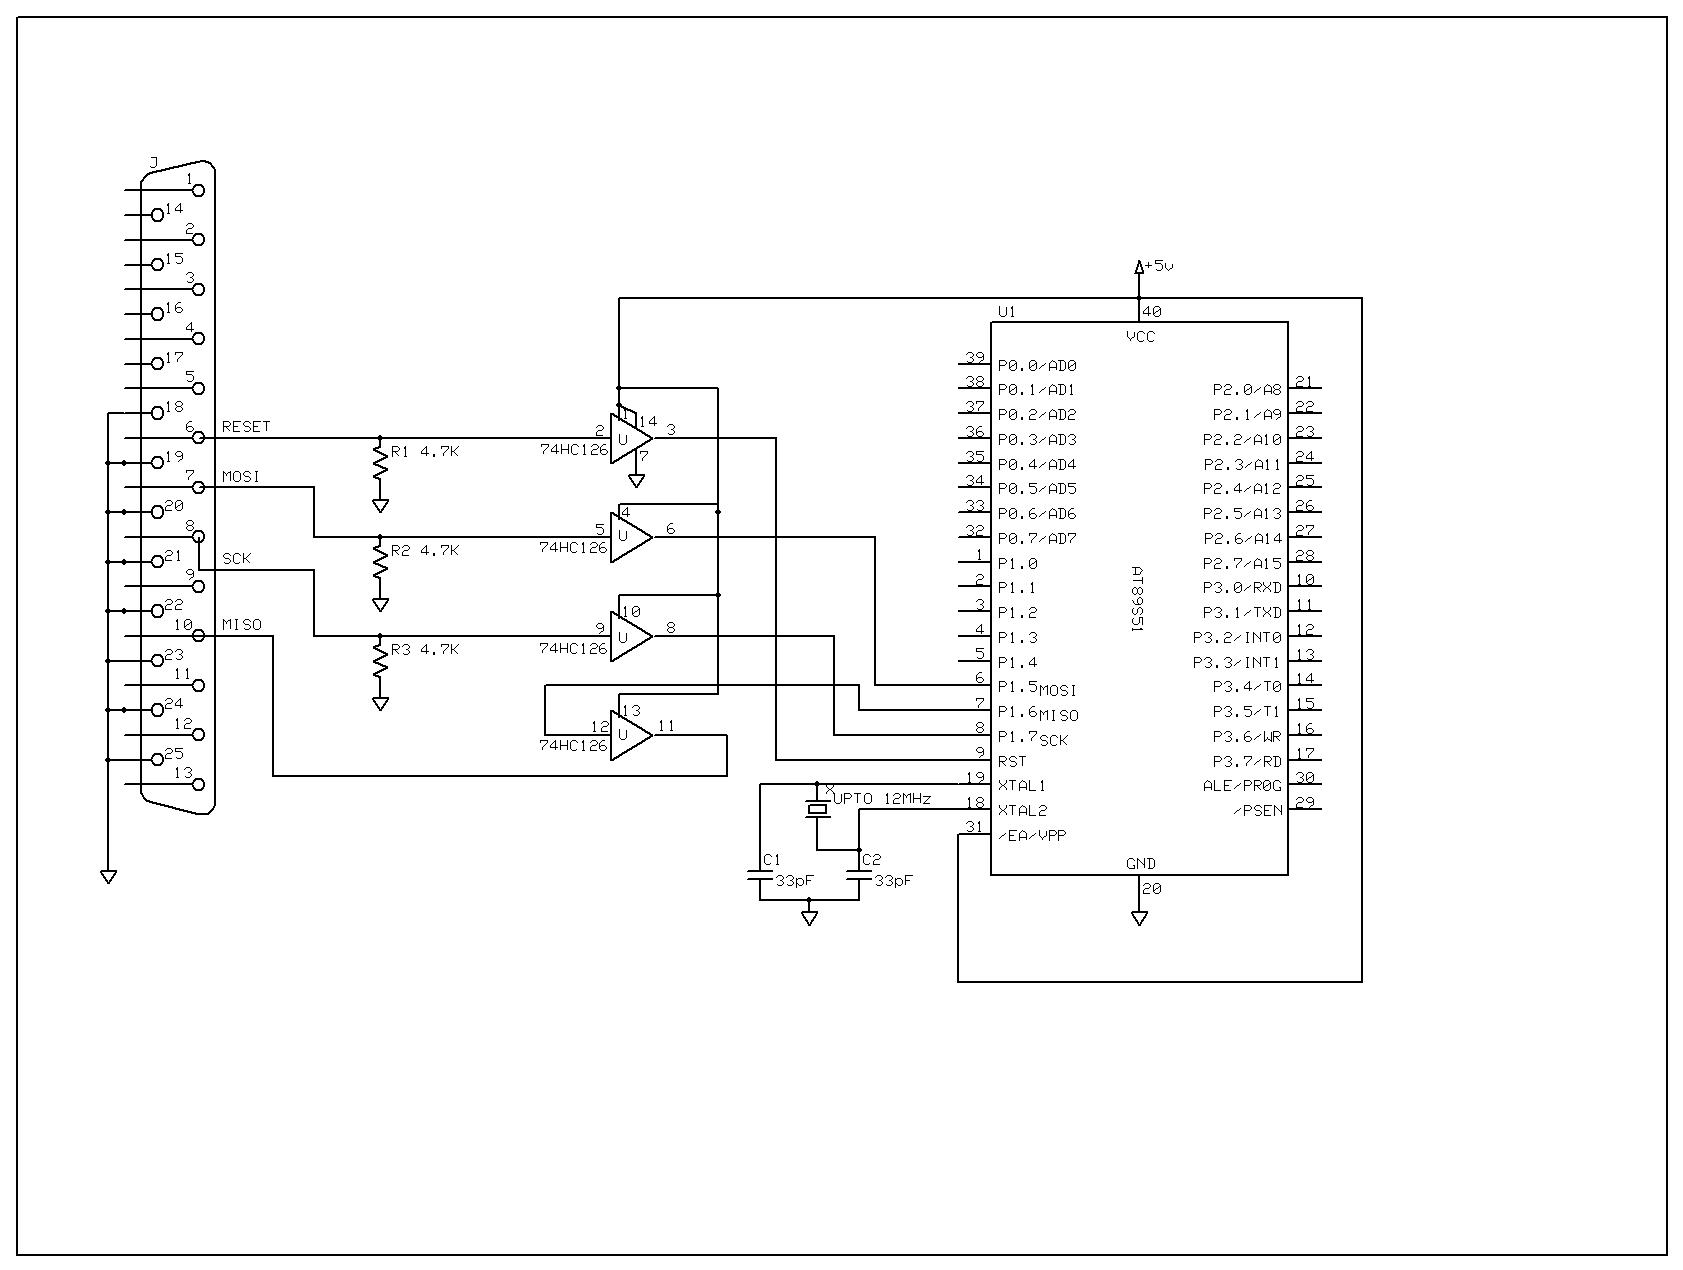 J
1
14
2
15
3
16
4
17
5
18
6
19
7
20
8
21
9
22
10
23
11
24
12
25
13
RESET
MOSI
SCK
MISO
R1 4.7K
R2 4.7K
R3 4.7K
1
14
2
U
3
74HC126
7
4
5
U
6
74HC126
10
9
U
8
74HC126
13
12
U
11
74HC126
+5v
U1
40
VCC
39 P0.0/AD0
38 P0.1/AD1
37 P0.2/AD2
36 P0.3/AD3
35 P0.4/AD4
34 P0.5/AD5
33 P0.6/AD6
32 P0.7/AD7
1 P1.0
2 P1.1
3 P1.2
4 P1.3
5 P1.4
6 P1.5 MOSI
7 P1.6 MISO
8 P1.7 SCK
9 RST
19 XTAL1
18 XTAL2
31 /EA/VPP
AT89S51
P2.0/A8 21
P2.1/A9 22
P2.2/A10 23
P2.3/A11 24
P2.4/A12 25
P2.5/A13 26
P2.6/A14 27
P2.7/A15 28
P3.0/RXD 10
P3.1/TXD 11
P3.2/INT0 12
P3.3/INT1 13
P3.4/T0 14
P3.5/T1 15
P3.6/WR 16
P3.7/RD 17
ALE/PROG 30
/PSEN 29
GND
20
X
UPTO 12MHz
C1
33pF
C2
33pF